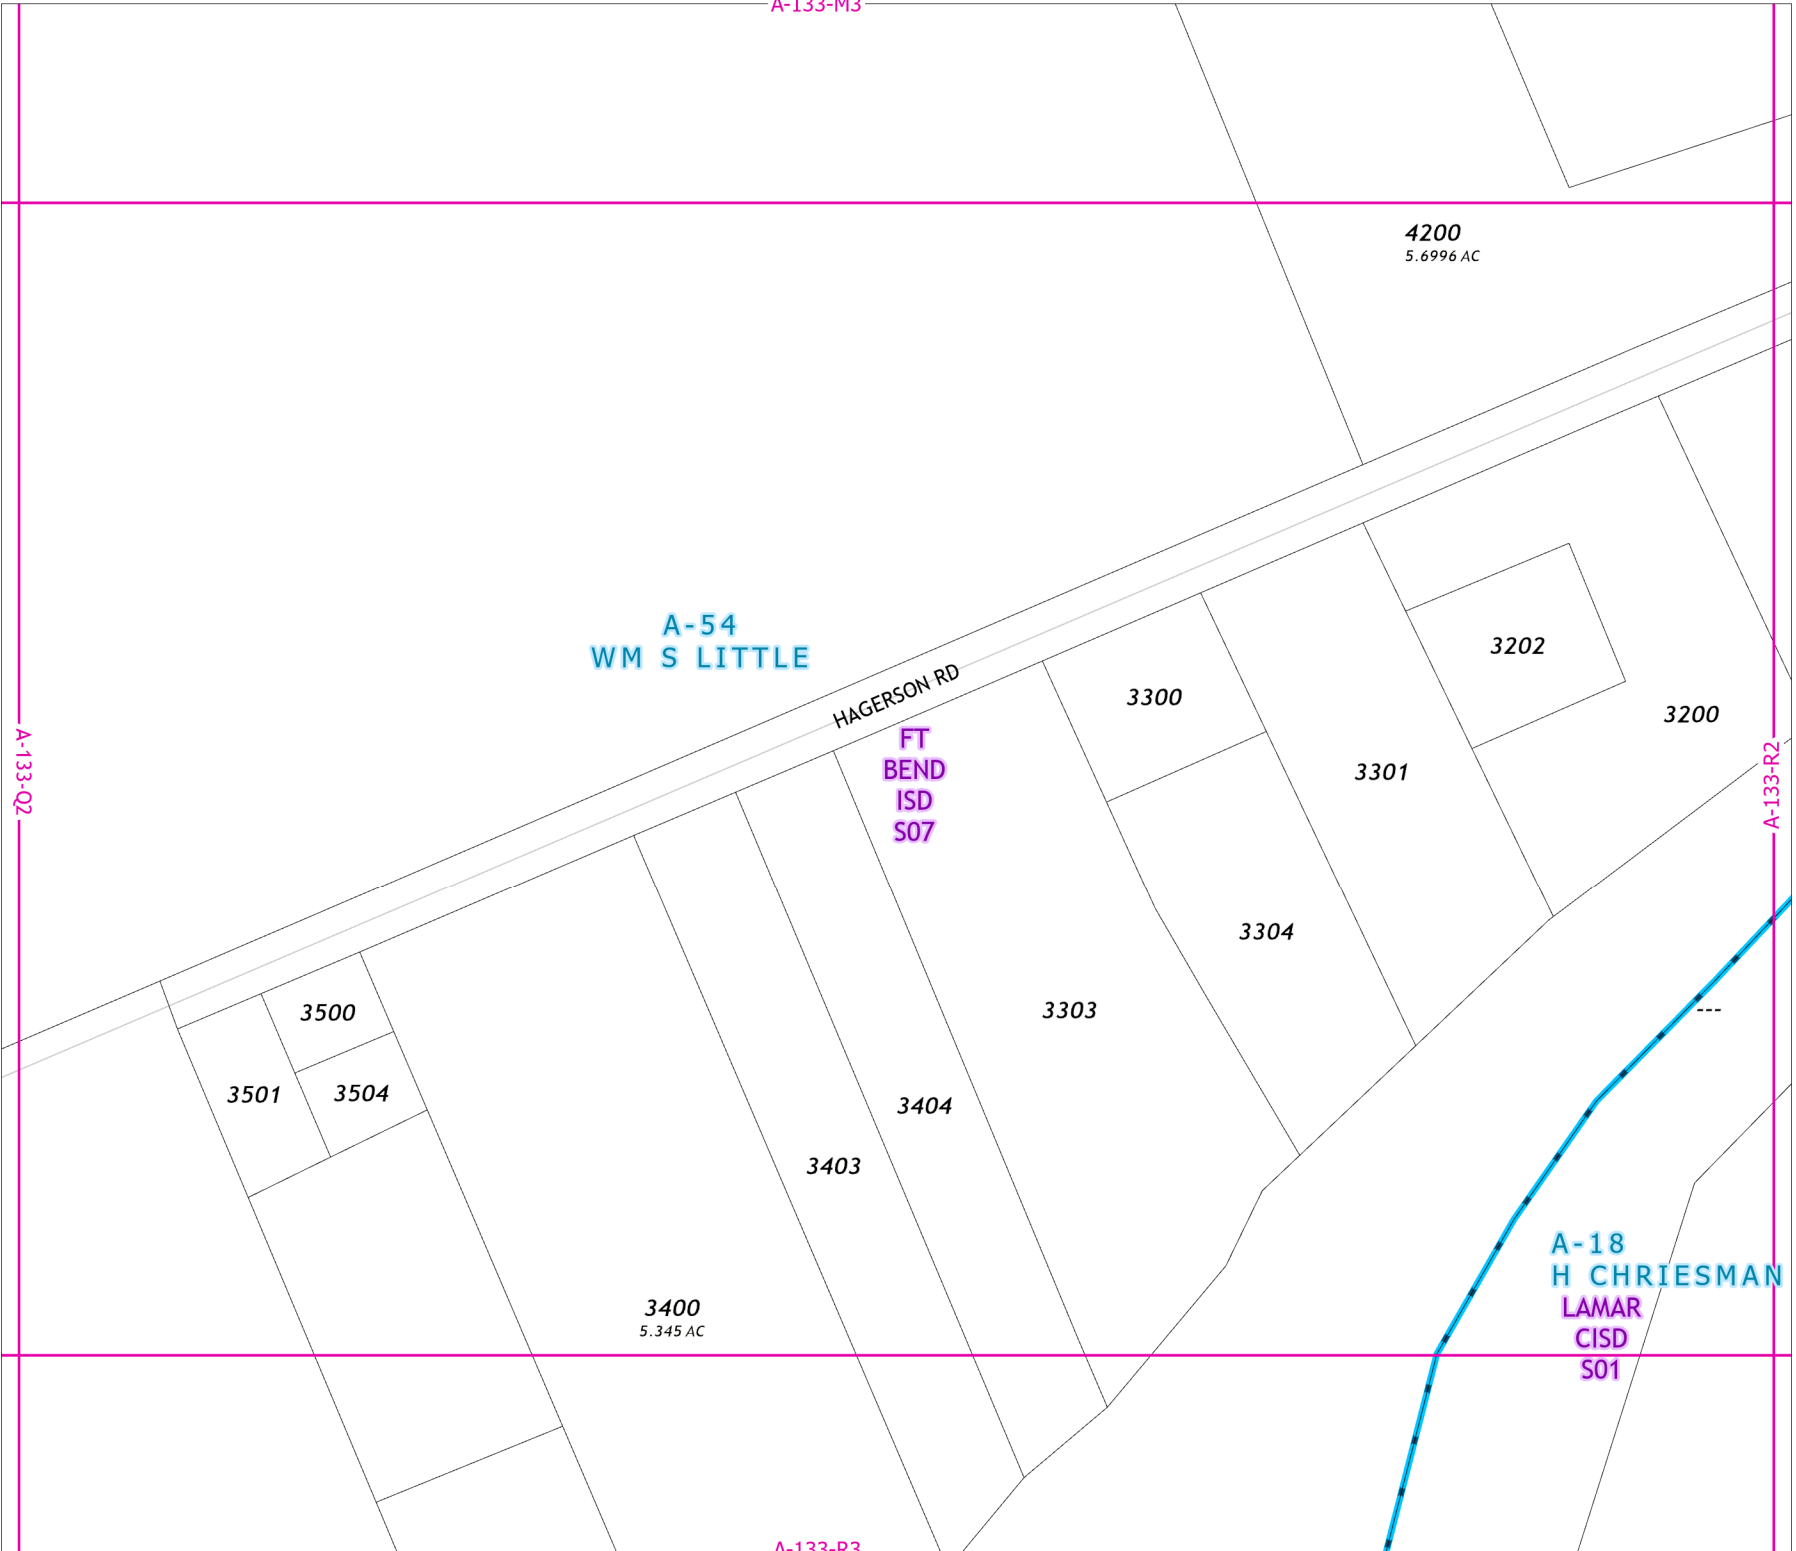 A-133-M3
4200
5.6996 AC
A-54
WM S LITTLE
HAGERSON RD
FT
BEND
ISD
S07
3300
3202
3200
3301
A-133-Q2
A-133-R2
3304
3303
3500
3501
3504
3404
3403
---
A-18
H CHRIESMAN
LAMAR
CISD
S01
3400
5.345 AC
A-133-R3